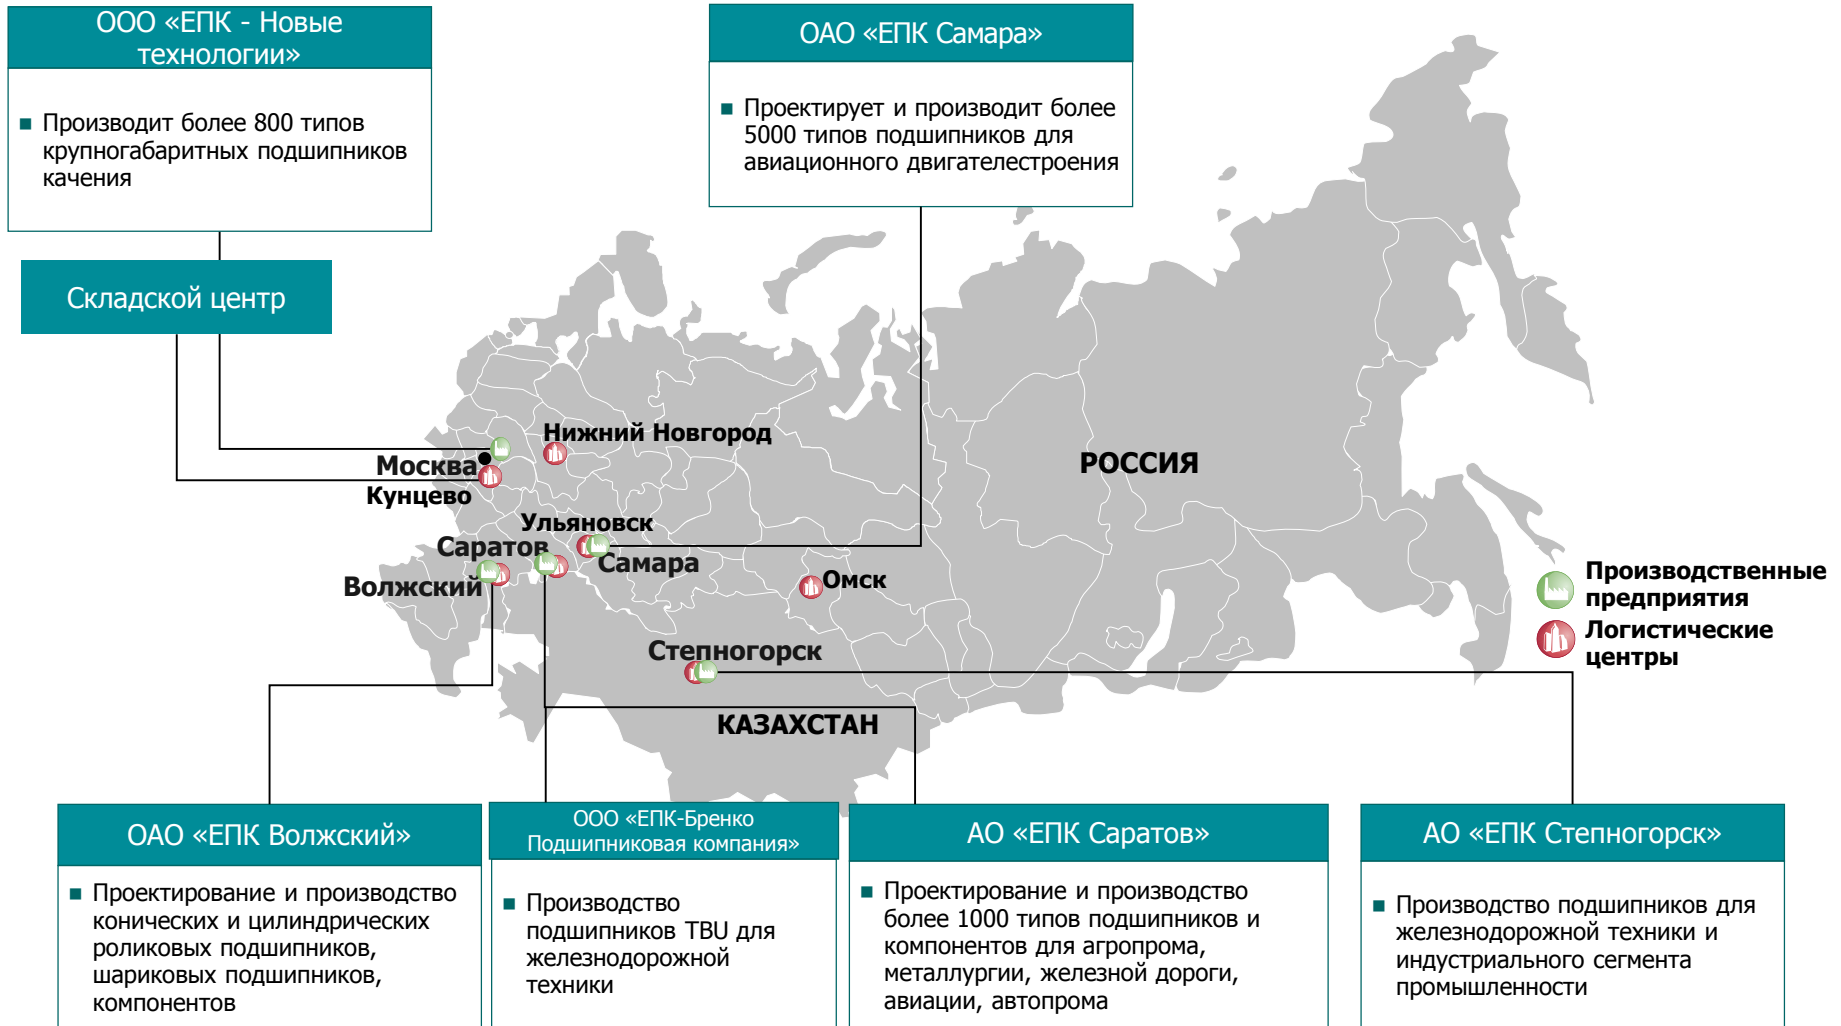 ООО «ЕПК - Новые
технологии»
Производит более 800 типов
крупногабаритных подшипников
качения
ОАО «ЕПК Самара»
Проектирует и производит более
5000 типов подшипников для
авиационного двигателестроения
Складской центр
Нижний Новгород
Москва
Кунцево
РОССИЯ
Ульяновск
Саратов
Самара
Волжский
Омск
Степногорск
КАЗАХСТАН
Производственные
предприятия
Логистические
центры
ОАО «ЕПК Волжский»
Проектирование и производство
конических и цилиндрических
роликовых подшипников,
шариковых подшипников,
компонентов
ООО «ЕПК-Бренко
Подшипниковая компания»
Производство
подшипников TBU для
железнодорожной
техники
АО «ЕПК Саратов»
Проектирование и производство
более 1000 типов подшипников и
компонентов для агропрома,
металлургии, железной дороги,
авиации, автопрома
АО «ЕПК Степногорск»
Производство подшипников для
железнодорожной техники и
индустриального сегмента
промышленности